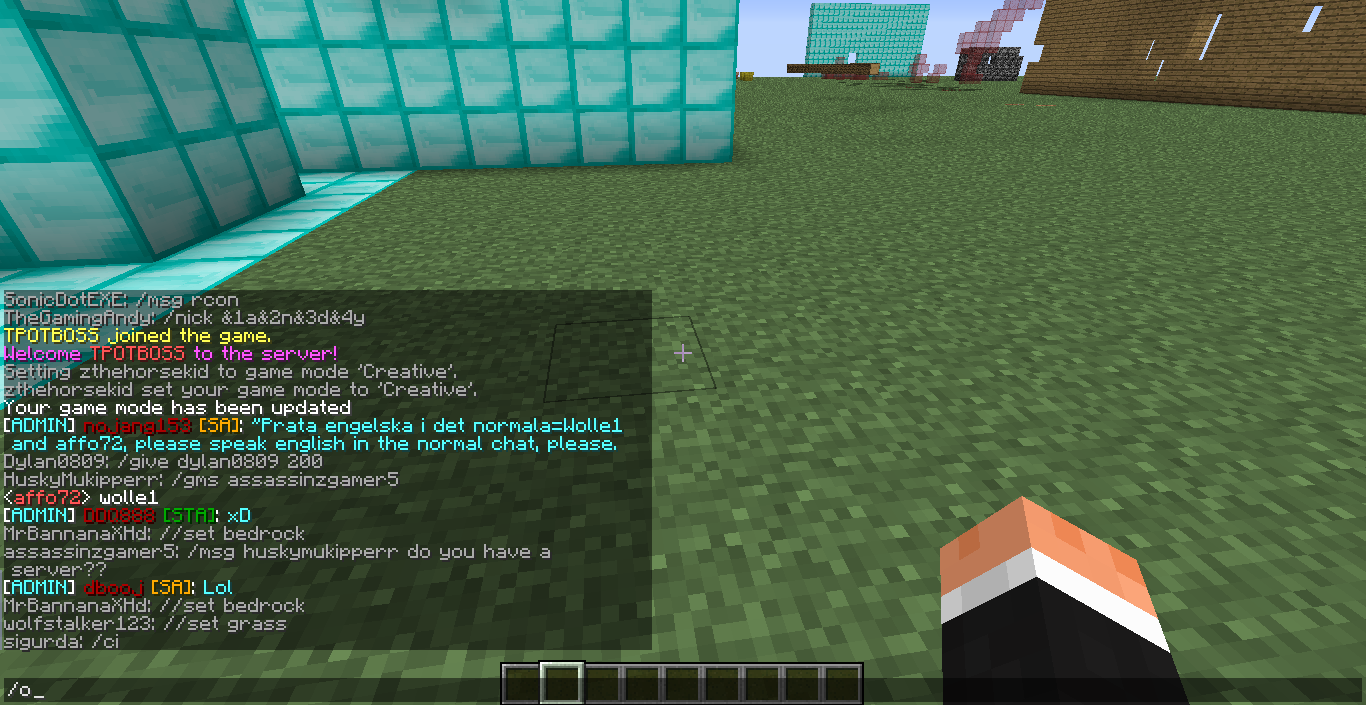 SonicDotEXE: /msg rcon
TheGamingAndy: /nick &1a&2n&3d&4y
TPOTBOSS joined the game.
Welcome TPOTBOSS to the server!
Setting zthehorsekid to game mode 'Creative'.
zthehorsekid set your game mode to 'Creative'.
Your game mode has been updated
[ADMIN] nojang153 [SA]: "Prata engelska i det normala=Wolle1
and affo72, please speak english in the normal chat, please.
Dylan0809: /give dylan0809 200
HuskyMukipperr: /gms assassinzgamer5
<affo72> wolle1
[ADMIN] DDQ888 [STA]: xD
MrBannanaXHd: //set bedrock
assassinzgamer5: /msg huskymukipperr do you have a
server??
[ADMIN] dbooj [SA]: Lol
MrBannanaXHd: //set bedrock
wolfstalker123: //set grass
sigurda: /ci
/o_